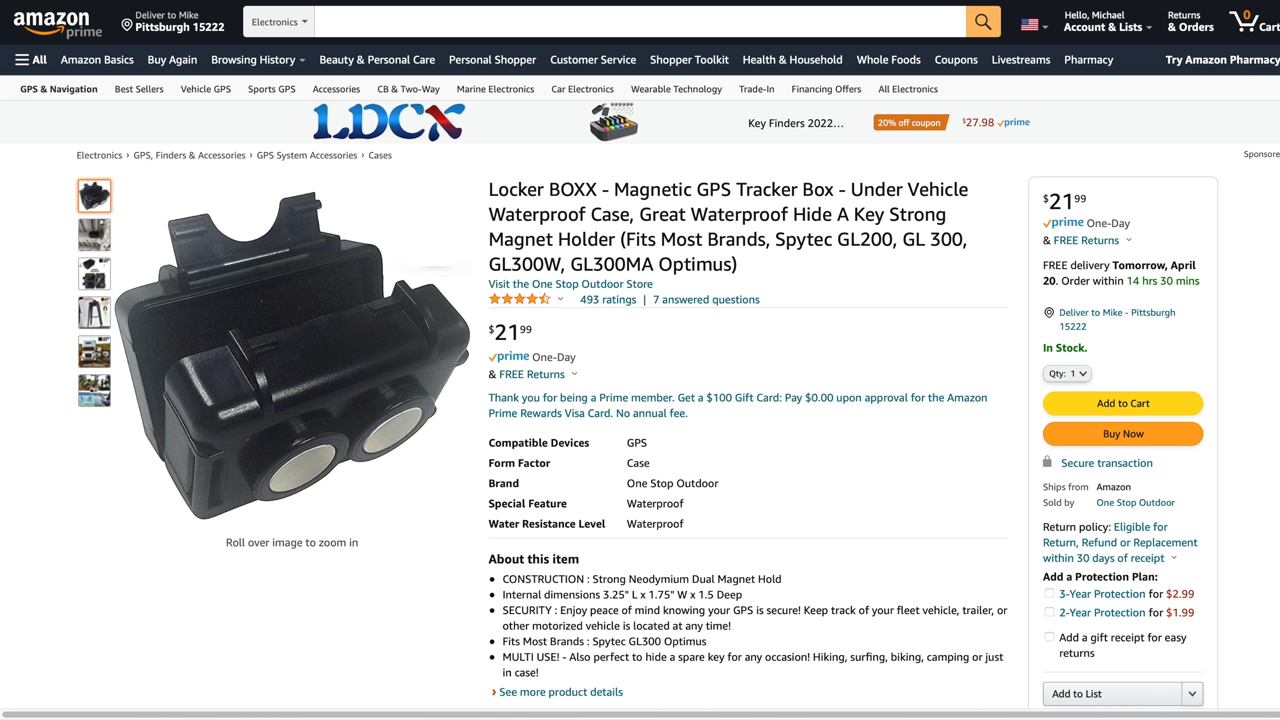 amazon
prime
Deliver to Mike
Pittsburgh 15222
Electronics
Hello, Michael
Account & Lists
Returns
& Orders
0
Cart
All
Amazon Basics
Buy Again
Browsing History
Beauty & Personal Care
Personal Shopper
Customer Service
Shopper Toolkit
Health & Household
Whole Foods
Coupons
Livestreams
Pharmacy
Try Amazon Pharmacy
GPS & Navigation
Best Sellers
Vehicle GPS
Sports GPS
Accessories
CB & Two-Way
Marine Electronics
Car Electronics
Wearable Technology
Trade-In
Financing Offers
All Electronics
LDCX
Key Finders 2022…
20% off coupon
$27.98 prime
Electronics › GPS, Finders & Accessories › GPS System Accessories › Cases
Sponsore
Roll over image to zoom in
Locker BOXX - Magnetic GPS Tracker Box - Under Vehicle
Waterproof Case, Great Waterproof Hide A Key Strong
Magnet Holder (Fits Most Brands, Spytec GL200, GL 300,
GL300W, GL300MA Optimus)
Visit the One Stop Outdoor Store
493 ratings | 7 answered questions
$21 99
prime One-Day
& FREE Returns
Thank you for being a Prime member. Get a $100 Gift Card: Pay $0.00 upon approval for the Amazon
Prime Rewards Visa Card. No annual fee.
Compatible Devices GPS
Form Factor Case
Brand One Stop Outdoor
Special Feature Waterproof
Water Resistance Level Waterproof
About this item
• CONSTRUCTION : Strong Neodymium Dual Magnet Hold
• Internal dimensions 3.25" L x 1.75" W x 1.5 Deep
• SECURITY : Enjoy peace of mind knowing your GPS is secure! Keep track of your fleet vehicle, trailer, or
other motorized vehicle is located at any time!
• Fits Most Brands : Spytec GL300 Optimus
• MULTI USE! - Also perfect to hide a spare key for any occasion! Hiking, surfing, biking, camping or just
in case!
› See more product details
$21 99
prime One-Day
& FREE Returns
FREE delivery Tomorrow, April
20. Order within 14 hrs 30 mins
Deliver to Mike - Pittsburgh
15222
In Stock.
Qty: 1
Add to Cart
Buy Now
Secure transaction
Ships from Amazon
Sold by One Stop Outdoor
Return policy: Eligible for
Return, Refund or Replacement
within 30 days of receipt
Add a Protection Plan:
3-Year Protection for $2.99
2-Year Protection for $1.99
Add a gift receipt for easy
returns
Add to List